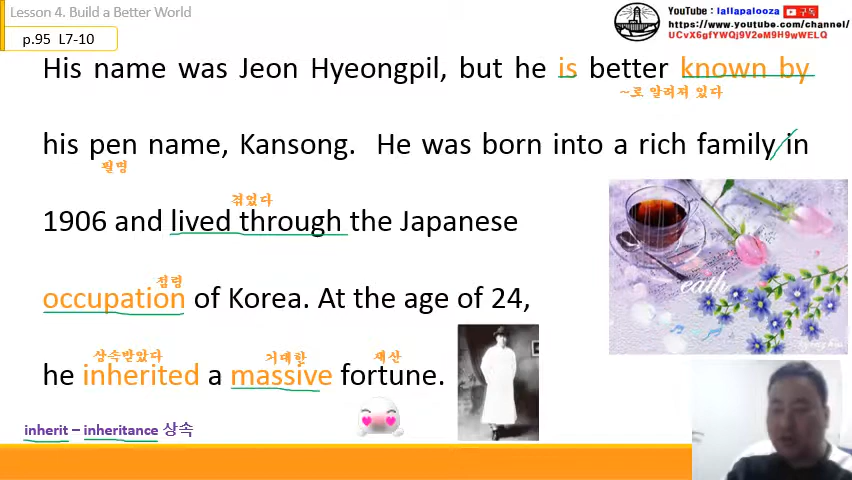 Lesson 4. Build a Better World
p.95 L7-10
YouTube : lallapalooza 구독
https://www.youtube.com/channel/
UCvX6gfYWQj9V2eM9H9wWELQ
His name was Jeon Hyeongpil, but he is better known by
~로 알려져 있다
his pen name, Kansong. He was born into a rich family in
필명
겪었다
1906 and lived through the Japanese
점령
occupation of Korea. At the age of 24,
상속받았다 거대한 재산
he inherited a massive fortune.
inherit – inheritance 상속